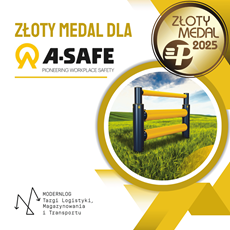 ZŁOTY MEDAL DLA
A-SAFE
PIONEERING WORKPLACE SAFETY
ZŁOTY
MEDAL
2025
MODERNLOG
Targi Logistyki,
Magazynowania
i Transportu